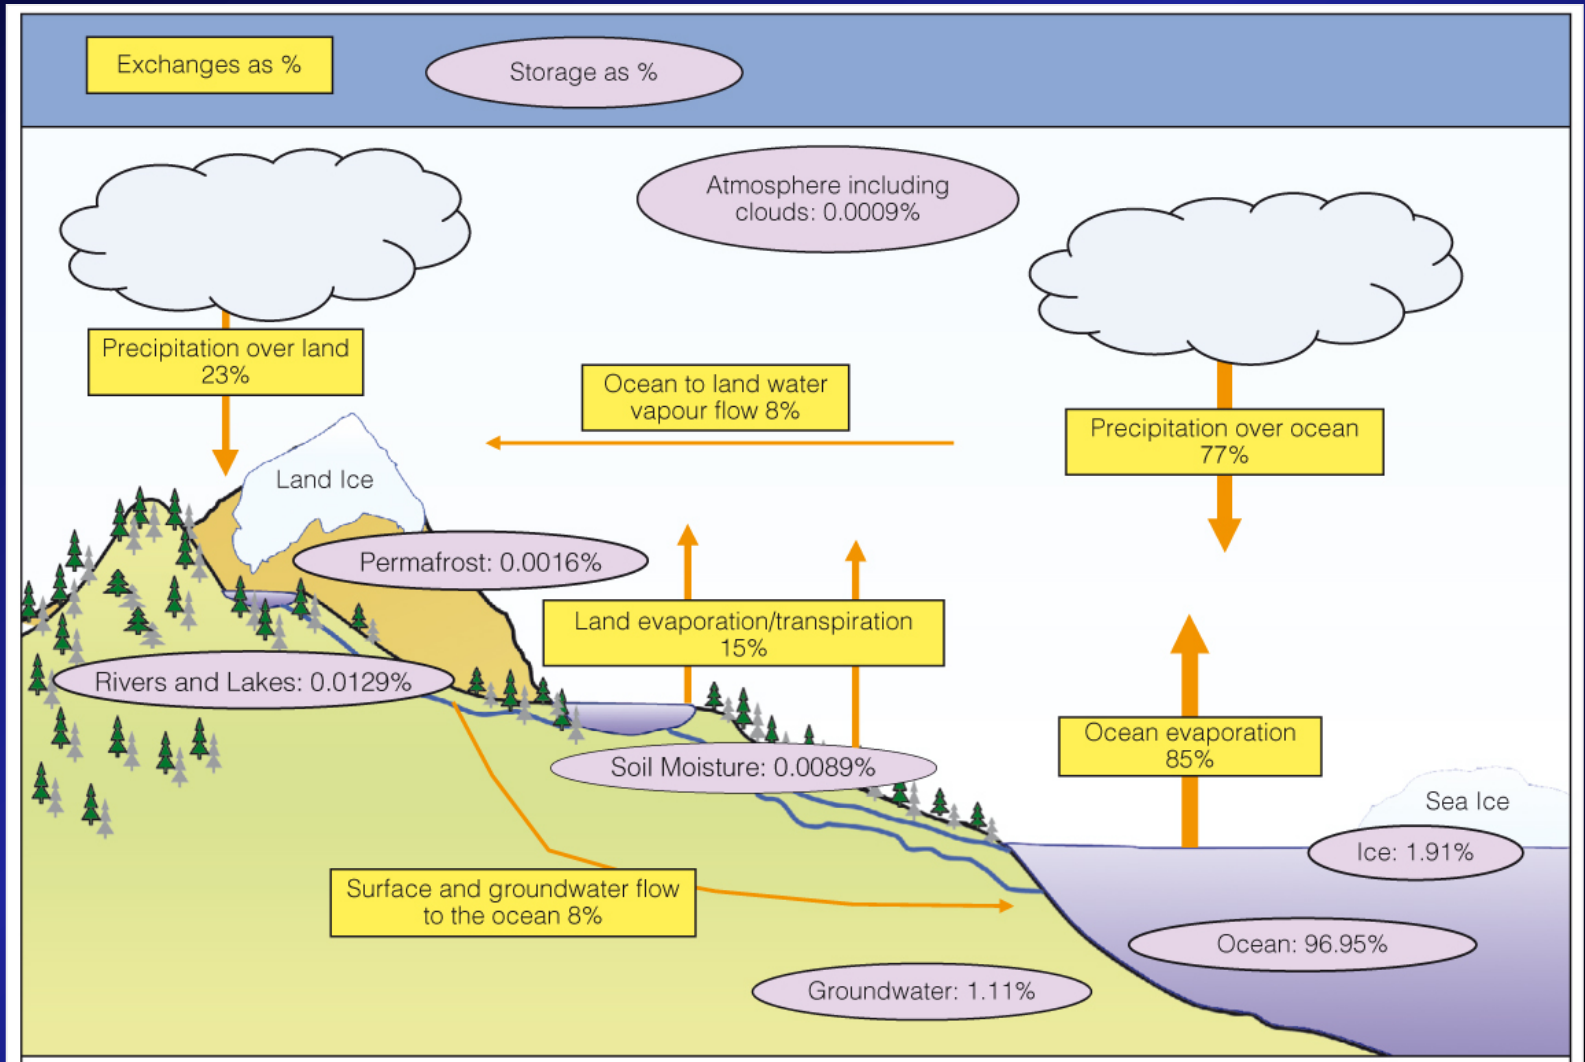 Exchanges as %
Storage as %
Atmosphere including
clouds: 0.0009%
Precipitation over land
23%
Ocean to land water
vapour flow 8%
Precipitation over ocean
77%
Land Ice
Permafrost: 0.0016%
Land evaporation/transpiration
15%
Rivers and Lakes: 0.0129%
Ocean evaporation
85%
Soil Moisture: 0.0089%
Sea Ice
Ice: 1.91%
Surface and groundwater flow
to the ocean 8%
Ocean: 96.95%
Groundwater: 1.11%